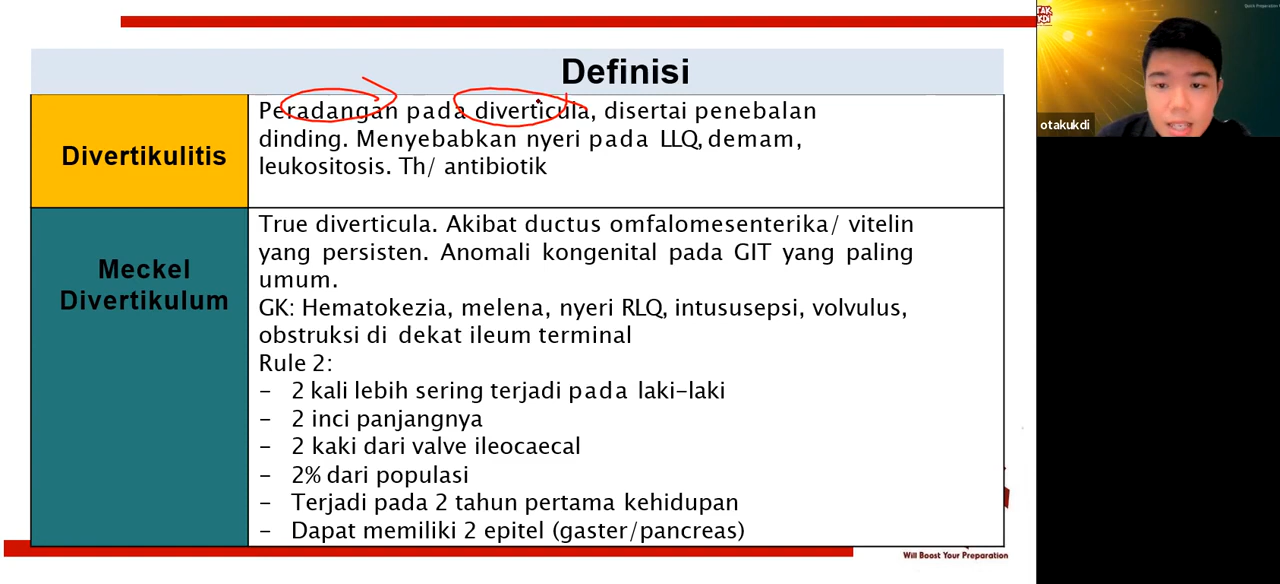 Definisi
Divertikulitis
Peradangan pada diverticula, disertai penebalan
dinding. Menyebabkan nyeri pada LLQ, demam,
leukositosis. Th/ antibiotik
Meckel
Divertikulum
True diverticula. Akibat ductus omfalomesenterika/ vitelin
yang persisten. Anomali kongenital pada GIT yang paling
umum.
GK: Hematokezia, melena, nyeri RLQ, intususepsi, volvulus,
obstruksi di dekat ileum terminal
Rule 2:
- 2 kali lebih sering terjadi pada laki-laki
- 2 inci panjangnya
- 2 kaki dari valve ileocaecal
- 2% dari populasi
- Terjadi pada 2 tahun pertama kehidupan
- Dapat memiliki 2 epitel (gaster/pancreas)
Will Boost Your Preparation
otakukdi